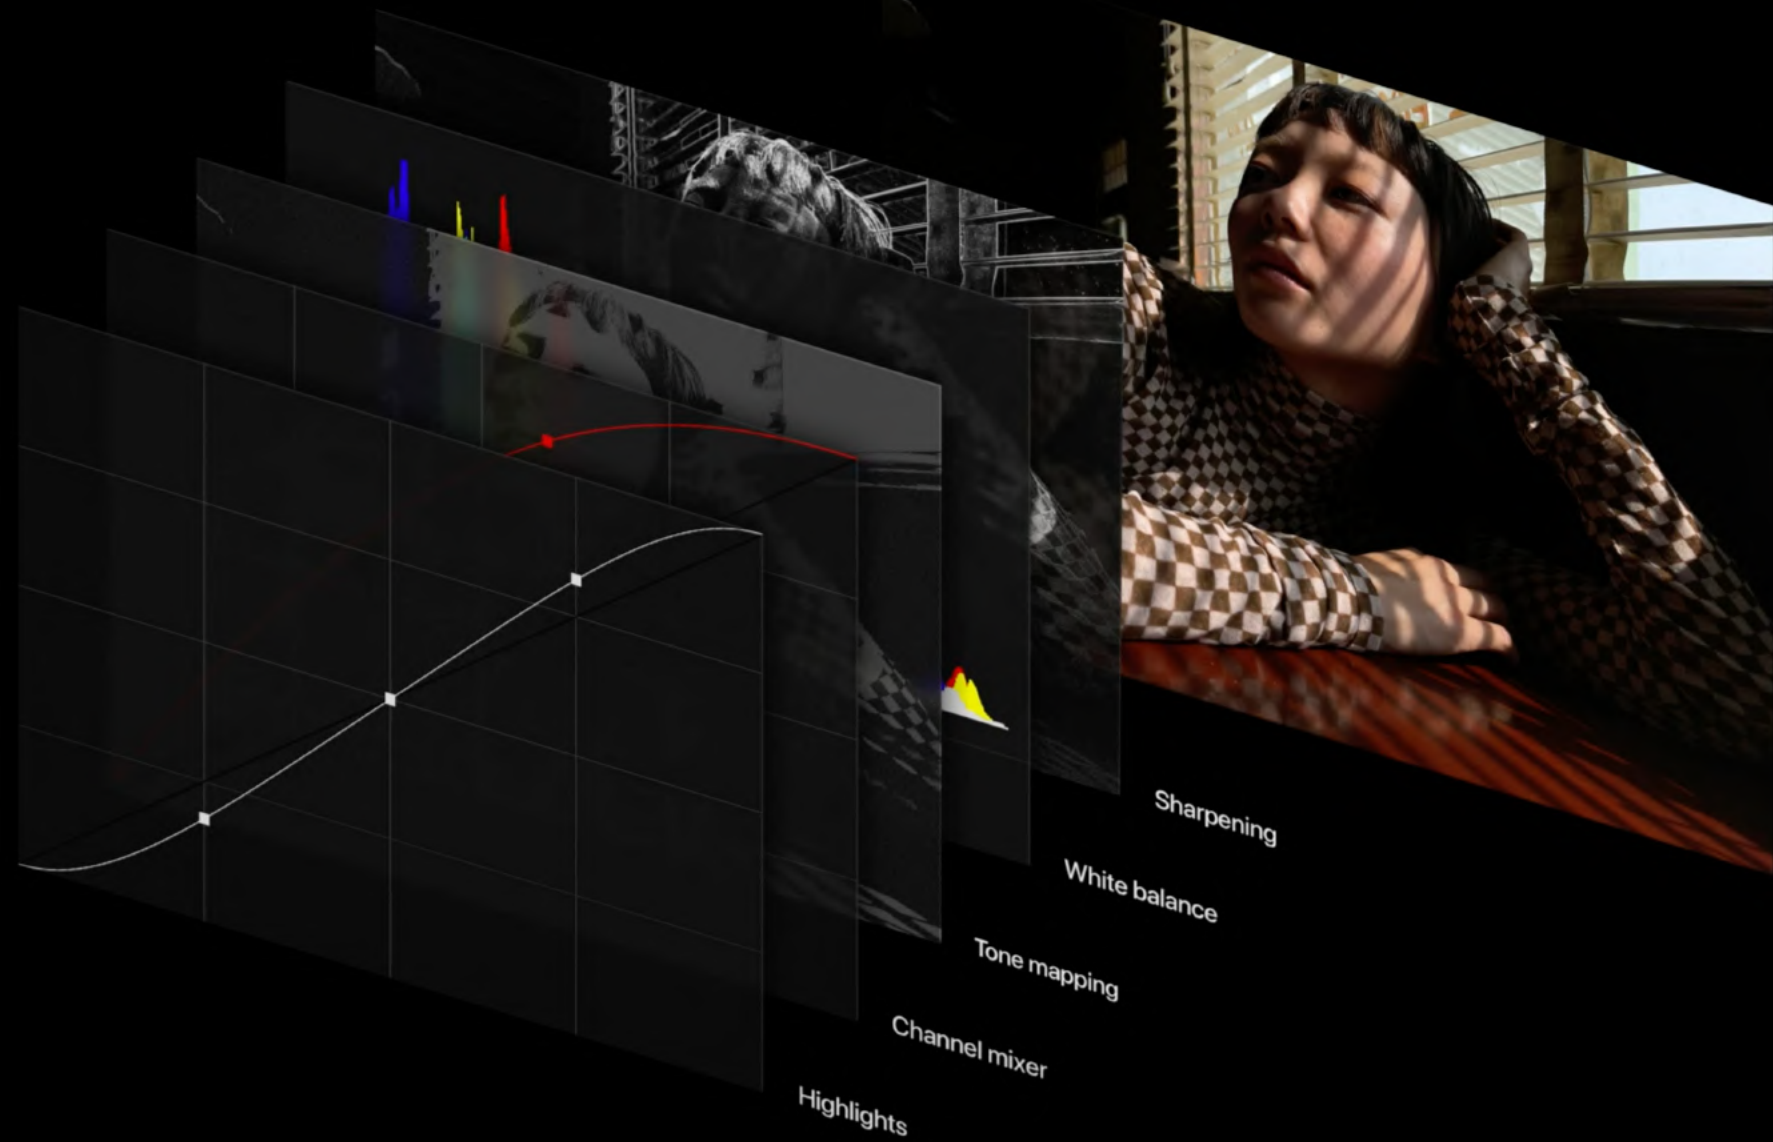 Sharpening
White balance
Tone mapping
Channel mixer
Highlights